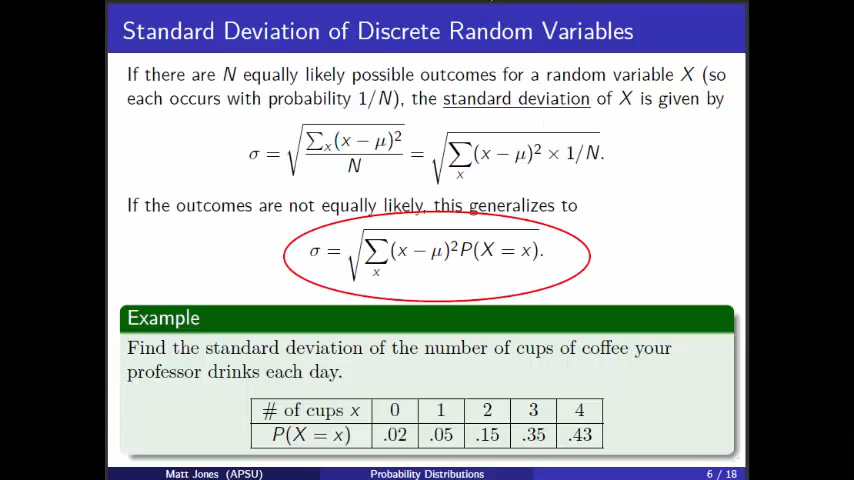 Standard Deviation of Discrete Random Variables
If there are N equally likely possible outcomes for a random variable X (so
each occurs with probability 1/N), the standard deviation of X is given by
σ = √(∑ₓ(x − μ)² / N) = √(∑ₓ(x − μ)² × 1/N).
If the outcomes are not equally likely, this generalizes to
σ = √(∑ₓ(x − μ)²P(X = x)).
Example
Find the standard deviation of the number of cups of coffee your
professor drinks each day.
# of cups x 0 1 2 3 4
P(X = x) .02 .05 .15 .35 .43
Matt Jones (APSU) Probability Distributions 6 / 18